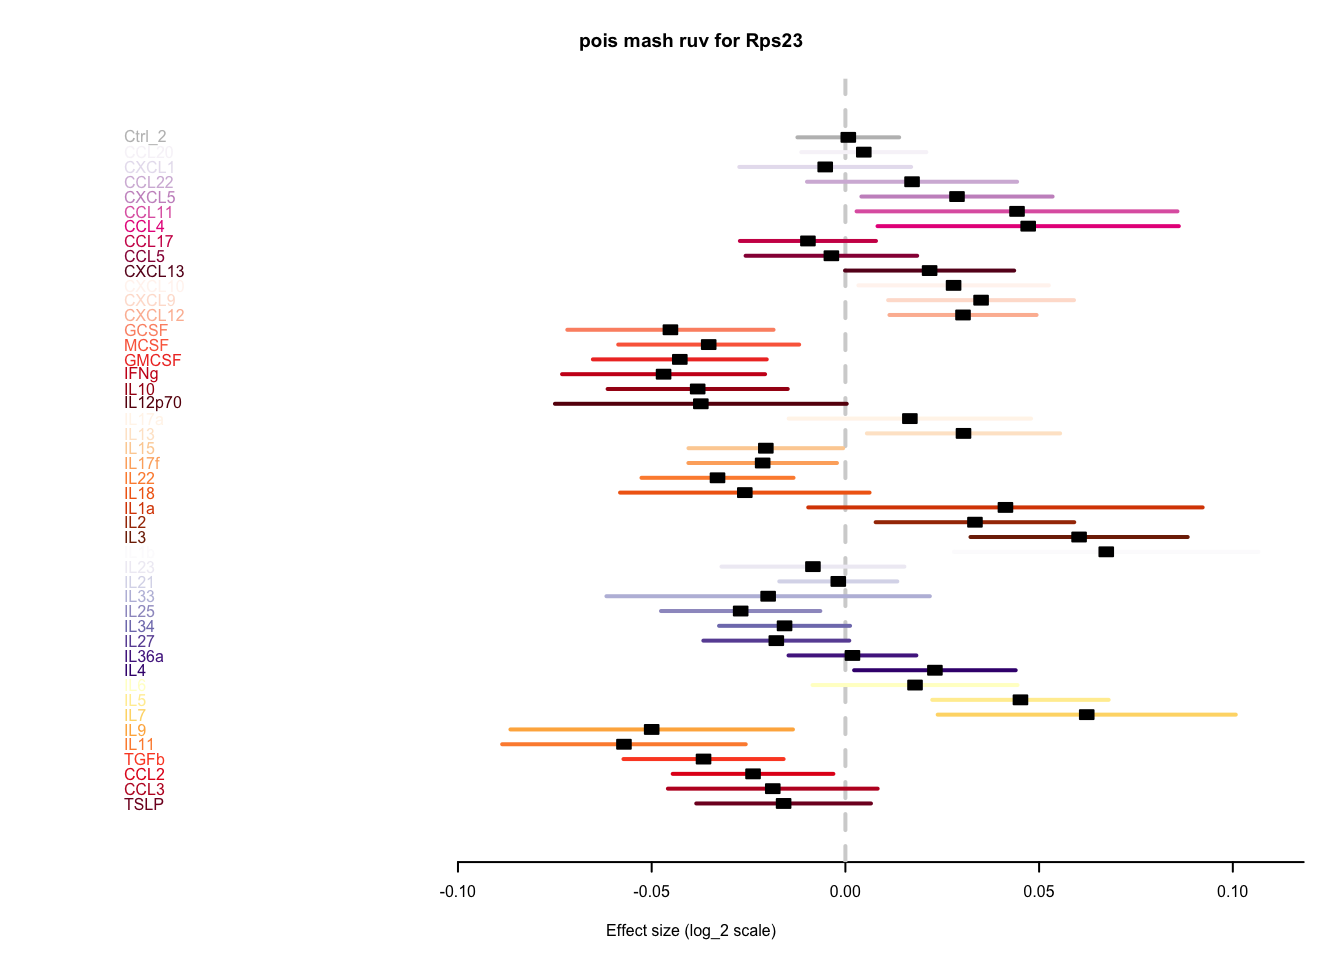 pois mash ruv for Rps23
Ctrl_2
CCL20
CXCL1
CCL22
CXCL5
CCL11
CCL4
CCL17
CCL5
CXCL13
CXCL10
CXCL9
CXCL12
GCSF
MCSF
GMCSF
IFNg
IL10
IL12p70
IL17a
IL13
IL15
IL17f
IL22
IL18
IL1a
IL2
IL3
IL23
IL21
IL33
IL25
IL34
IL27
IL36a
IL4
IL6
IL5
IL7
IL9
IL11
TGFb
CCL2
CCL3
TSLP
-0.10
-0.05
0.00
0.05
0.10
Effect size (log_2 scale)